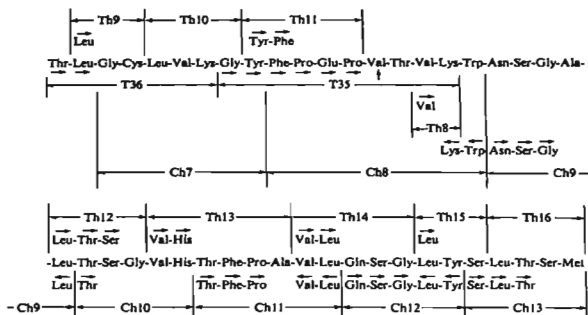 Th9 Th10 Th11
Leu Tyr-Phe
Thr-Leu-Gly-Cys-Leu-Val-Lys-Gly-Tyr-Phe-Pro-Glu-Pro-Val-Thr-Val-Lys-Trp-Asn-Ser-Gly-Ala-
T36 T35
Val
Th8
Lys-Trp Asn-Ser-Gly
Ch7 Ch8 Ch9
Th12 Th13 Th14 Th15 Th16
Leu-Thr-Ser Val-His Val-Leu Leu
-Leu-Thr-Ser-Gly-Val-His-Thr-Phe-Pro-Ala-Val-Leu-Gln-Ser-Gly-Leu-Tyr-Ser-Leu-Thr-Ser-Met
Leu Thr Thr-Phe-Pro Val-Leu Gln-Ser-Gly-Leu-Tyr Ser-Leu-Thr
Ch9 Ch10 Ch11 Ch12 Ch13